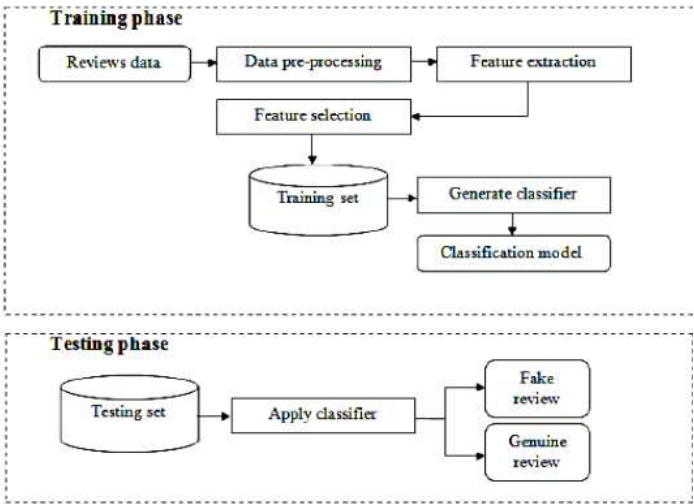 Training phase
Reviews data
Data pre-processing
Feature extraction
Feature selection
Training set
Generate classifier
Classification model
Testing phase
Testing set
Apply classifier
Fake
review
Genuine
review